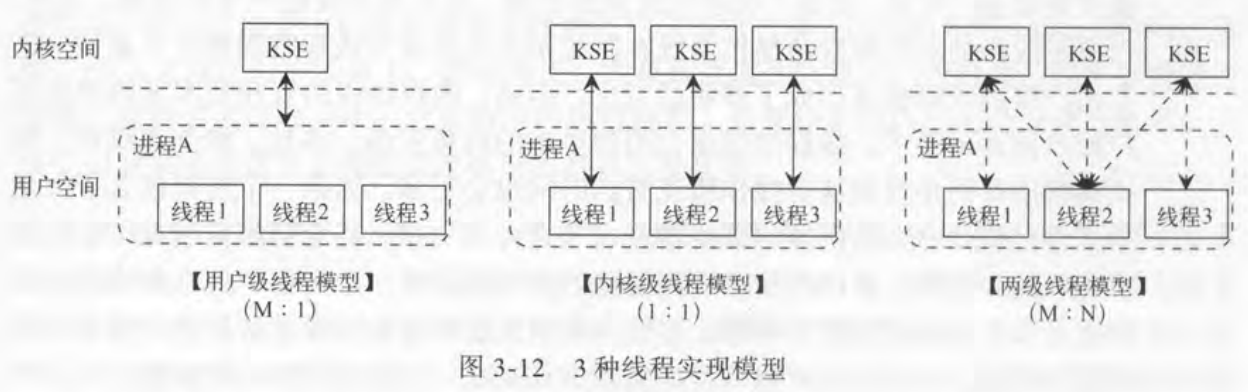 内核空间 KSE KSE KSE KSE KSE KSE KSE
进程A 进程A 进程A
用户空间
线程1 线程2 线程3 线程1 线程2 线程3 线程1 线程2 线程3
【用户级线程模型】 【内核级线程模型】 【两级线程模型】
(M:1) (1:1) (M:N)
图 3-12 3 种线程实现模型